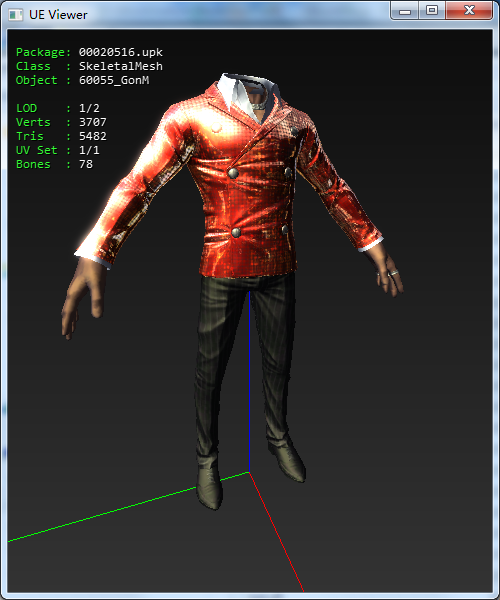 UE Viewer
Package: 00020516.upk
Class : SkeletalMesh
Object : 60055_GonM
LOD : 1/2
Verts : 3707
Tris : 5482
UV Set : 1/1
Bones : 78